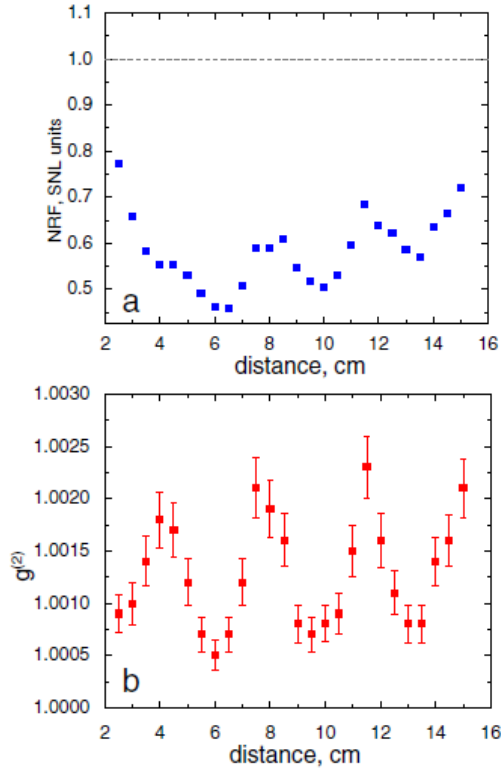 1.1
1.0
0.9
0.8
0.7
0.6
0.5
NRF, SNL units
a
2 4 6 8 10 12 14 16
distance, cm
1.0030
1.0025
1.0020
1.0015
1.0010
1.0005
1.0000
g⁽²⁾
b
2 4 6 8 10 12 14 16
distance, cm